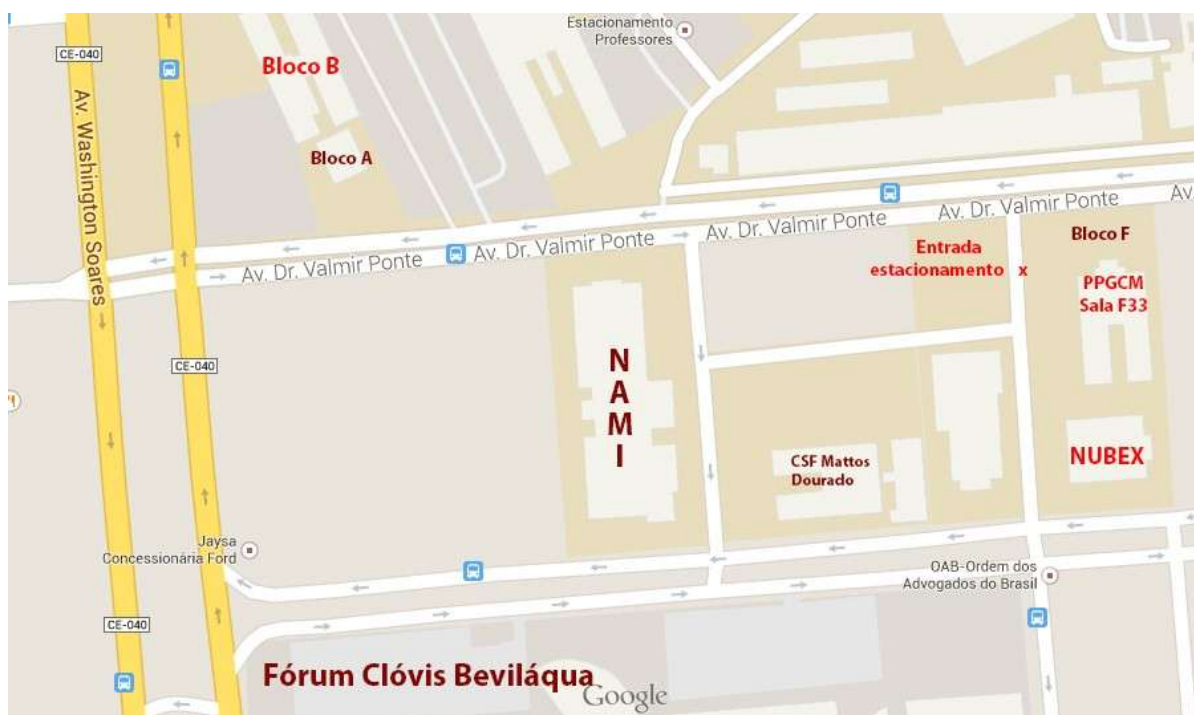 Estacionamento
Professores
CE-040
Bloco B
Av. Washington Soares
Bloco A
Av. Dr. Valmir Ponte
Av. Dr. Valmir Ponte
Av. Dr. Valmir Ponte
Av. Dr. Valmir Ponte
Av.
Bloco F
Entrada
estacionamento x
PPGCM
Sala F33
CE-040
N
A
M
I
CSF Mattos
Dourado
NUBEX
Jaysa
Concessionária Ford
OAB-Ordem dos
Advogados do Brasil
CE-040
Fórum Clóvis Beviláqua
Google